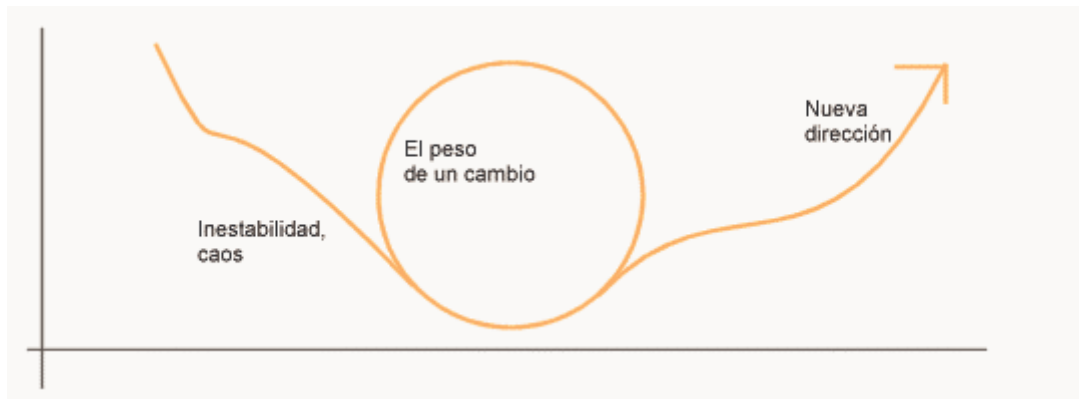 El peso
de un cambio
Nueva
dirección
Inestabilidad,
caos